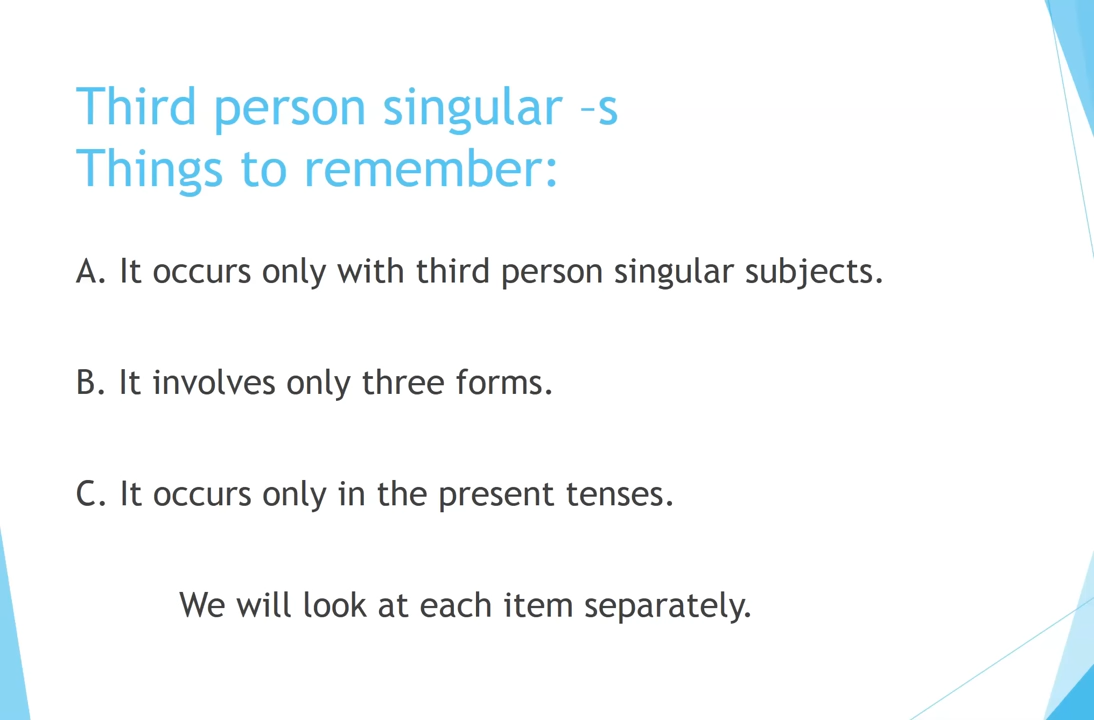 Third person singular –s
Things to remember:
A. It occurs only with third person singular subjects.
B. It involves only three forms.
C. It occurs only in the present tenses.
We will look at each item separately.